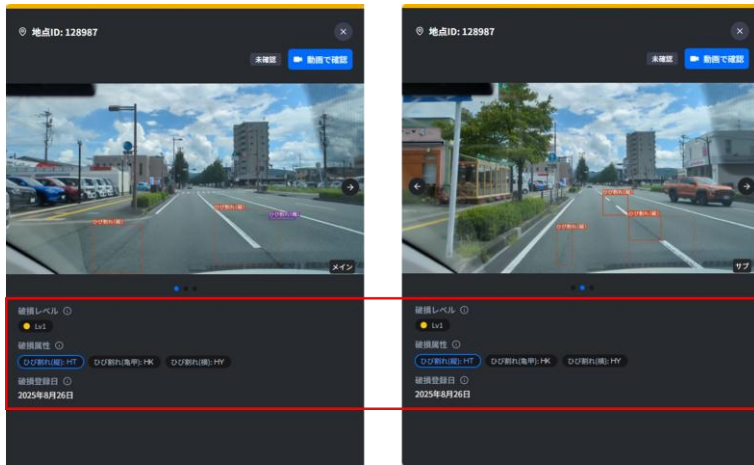 地点ID: 128987
未確認
動画で確認
ひび割れ(縦)
ひび割れ(縦)
メイン
破損レベル
Lv1
破損属性
ひび割れ(縦): HT
ひび割れ(亀甲): HK
ひび割れ(横): HY
破損登録日
2025年8月26日
地点ID: 128987
未確認
動画で確認
ひび割れ(縦)
ひび割れ(縦)
ひび割れ(縦)
サブ
破損レベル
Lv1
破損属性
ひび割れ(縦): HT
ひび割れ(亀甲): HK
ひび割れ(横): HY
破損登録日
2025年8月26日